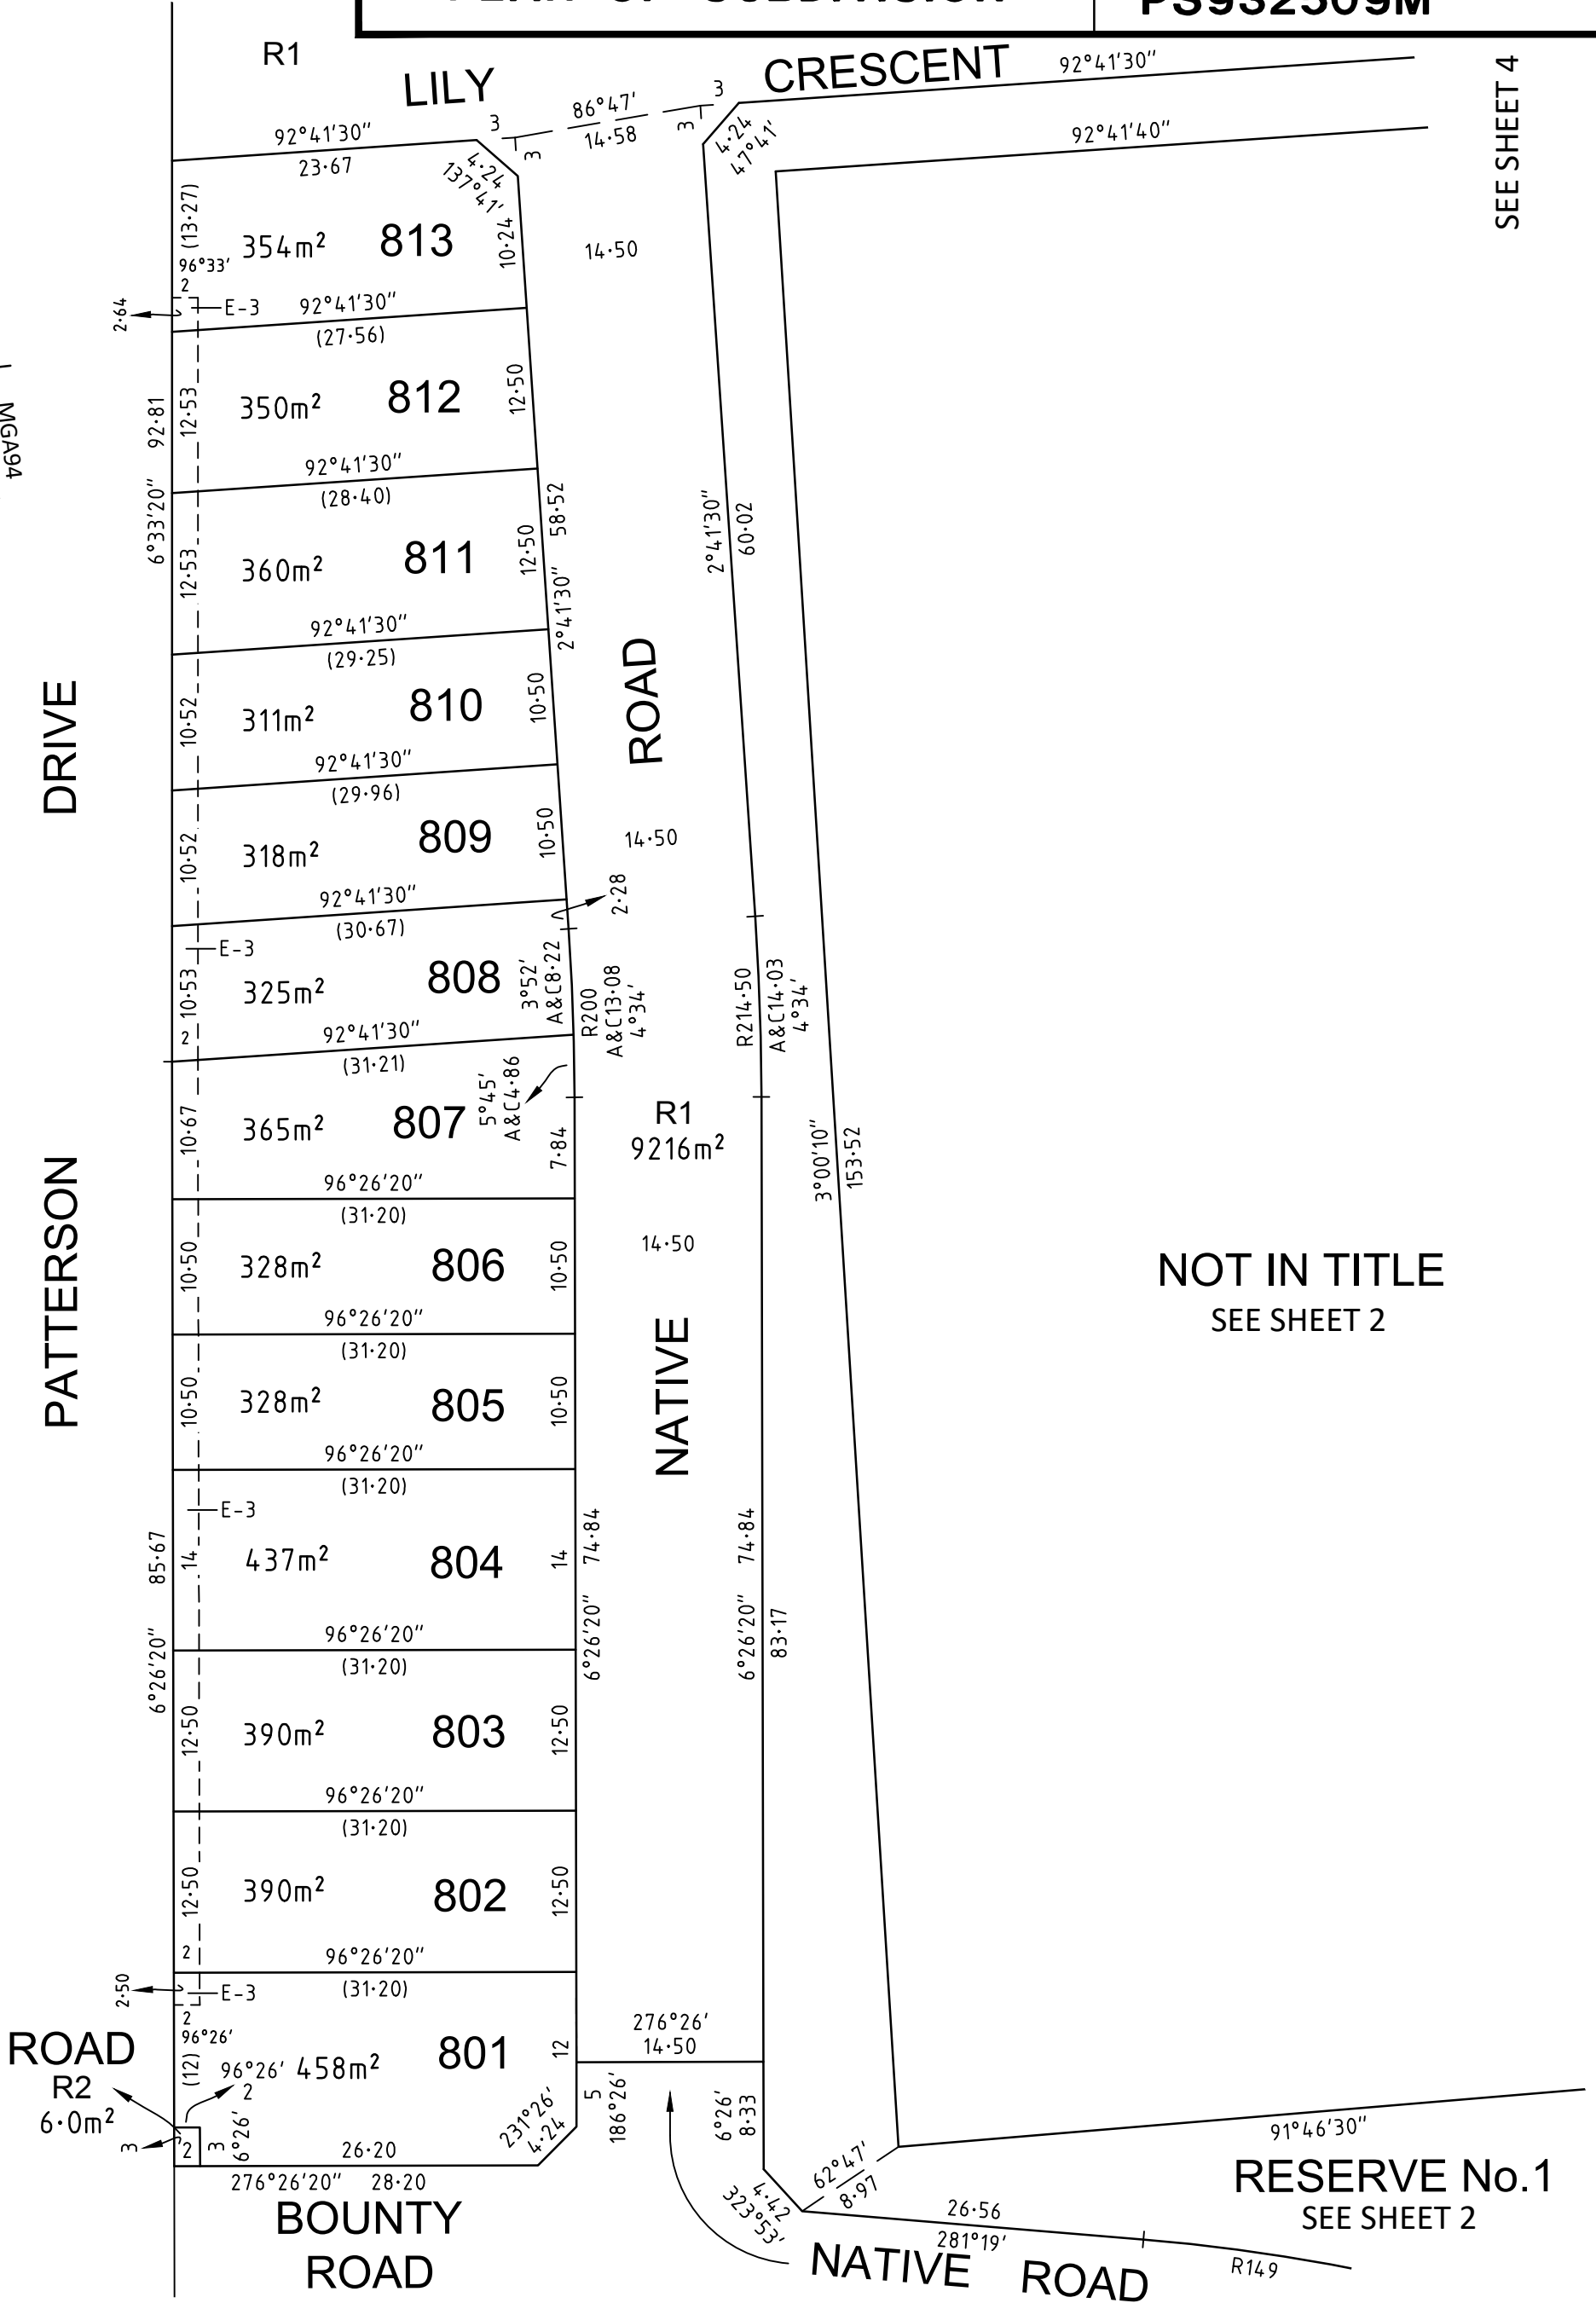 PLAN OF SUBDIVISION
PS932509M
R1
LILY
CRESCENT
92°41'30"
SEE SHEET 4
3
86°47'
3
92°41'30"
3
14·58
3
4·24
47°41'
92°41'40"
23·67
4·24
137°41'
(13·27)
354m²
813
10·24
14·50
96°33'
2
2·64
E-3
92°41'30"
(27·56)
MGA94
92·81
6°33'20"
12·53
350m²
812
12·50
92°41'30"
(28·40)
58·52
2°41'30"
2°41'30"
60·02
12·53
360m²
811
12·50
92°41'30"
(29·25)
DRIVE
10·52
311m²
810
10·50
ROAD
92°41'30"
(29·96)
10·52
318m²
809
10·50
14·50
92°41'30"
2·28
(30·67)
E-3
10·53
325m²
808
3°52'
A&C8·22
R200
A&C13·08
4°34'
R214·50
A&C14·03
4°34'
2
92°41'30"
(31·21)
PATTERSON
10·67
365m²
807
5°45'
A&C4·86
7·84
R1
9216m²
3°00'10"
153·52
96°26'20"
(31·20)
10·50
328m²
806
10·50
14·50
NOT IN TITLE
SEE SHEET 2
96°26'20"
(31·20)
10·50
328m²
805
10·50
NATIVE
96°26'20"
(31·20)
E-3
85·67
6°26'20"
14
437m²
804
14
74·84
6°26'20"
74·84
6°26'20"
83·17
96°26'20"
(31·20)
12·50
390m²
803
12·50
96°26'20"
(31·20)
12·50
390m²
802
12·50
2
96°26'20"
(31·20)
2·50
E-3
2
96°26'
(12)
96°26'
2
458m²
801
12
276°26'
14·50
ROAD
R2
6·0m²
3
2
3
6°26'
231°26'
4·24
5
186°26'
6°26'
8·33
26·20
276°26'20"
28·20
BOUNTY
ROAD
62°47'
8·97
4·42
323°53'
91°46'30"
RESERVE No.1
SEE SHEET 2
26·56
281°19'
R149
NATIVE ROAD